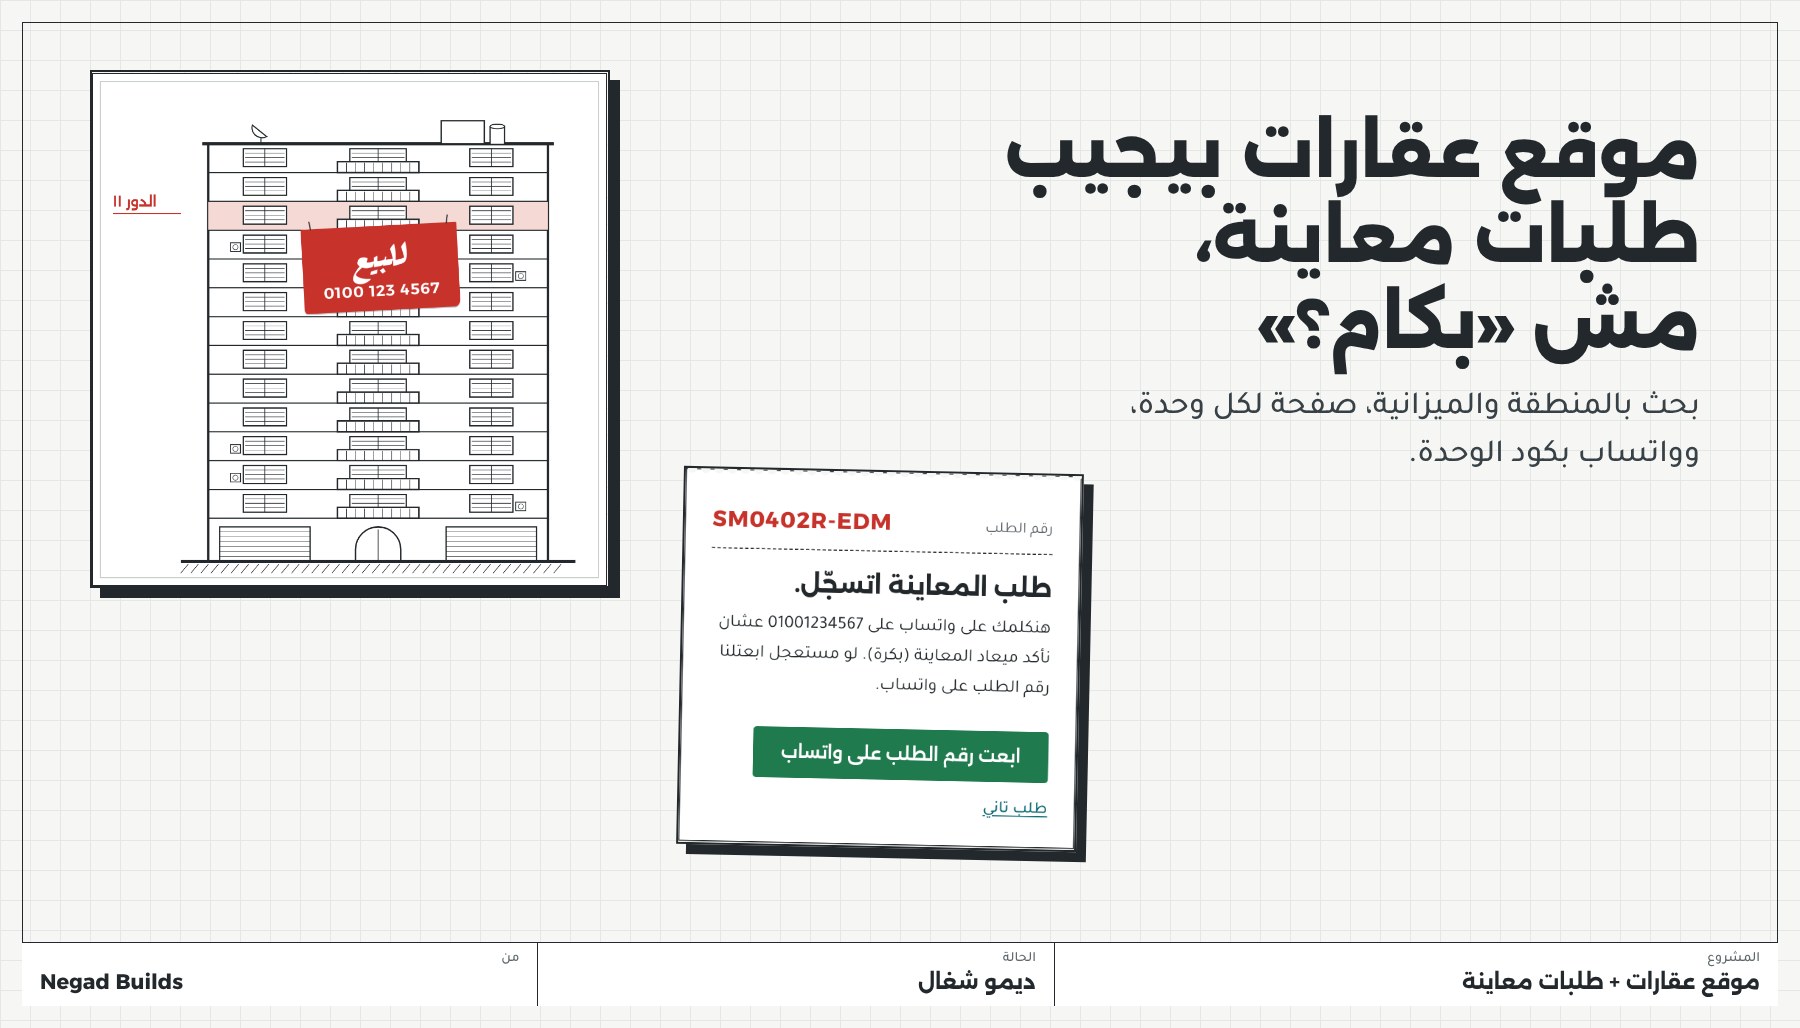 موقع عقارات بيجيب
طلبات معاينة،
مش «بكام؟»
بحث بالمنطقة والميزانية، صفحة لكل وحدة،
وواتساب بكود الوحدة.
الدور 11
للبيع
0100 123 4567
رقم الطلب
SM0402R-EDM
طلب المعاينة اتسجّل.
هنكلمك على واتساب على 01001234567 عشان
نأكد ميعاد المعاينة (بكرة). لو مستعجل ابعتلنا
رقم الطلب على واتساب.
ابعت رقم الطلب على واتساب
طلب تاني
المشروع
موقع عقارات + طلبات معاينة
الحالة
ديمو شغال
من
Negad Builds